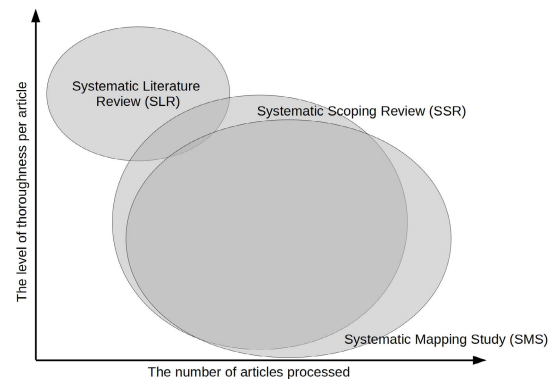 Systematic Literature
Review (SLR)
Systematic Scoping Review (SSR)
The level of thoroughness per article
Systematic Mapping Study (SMS)
The number of articles processed